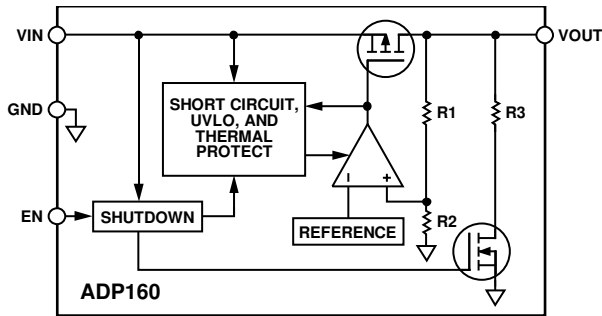 VIN
VOUT
GND
SHORT CIRCUIT,
UVLO, AND
THERMAL
PROTECT
R1
R3
– +
EN
SHUTDOWN
REFERENCE
R2
ADP160